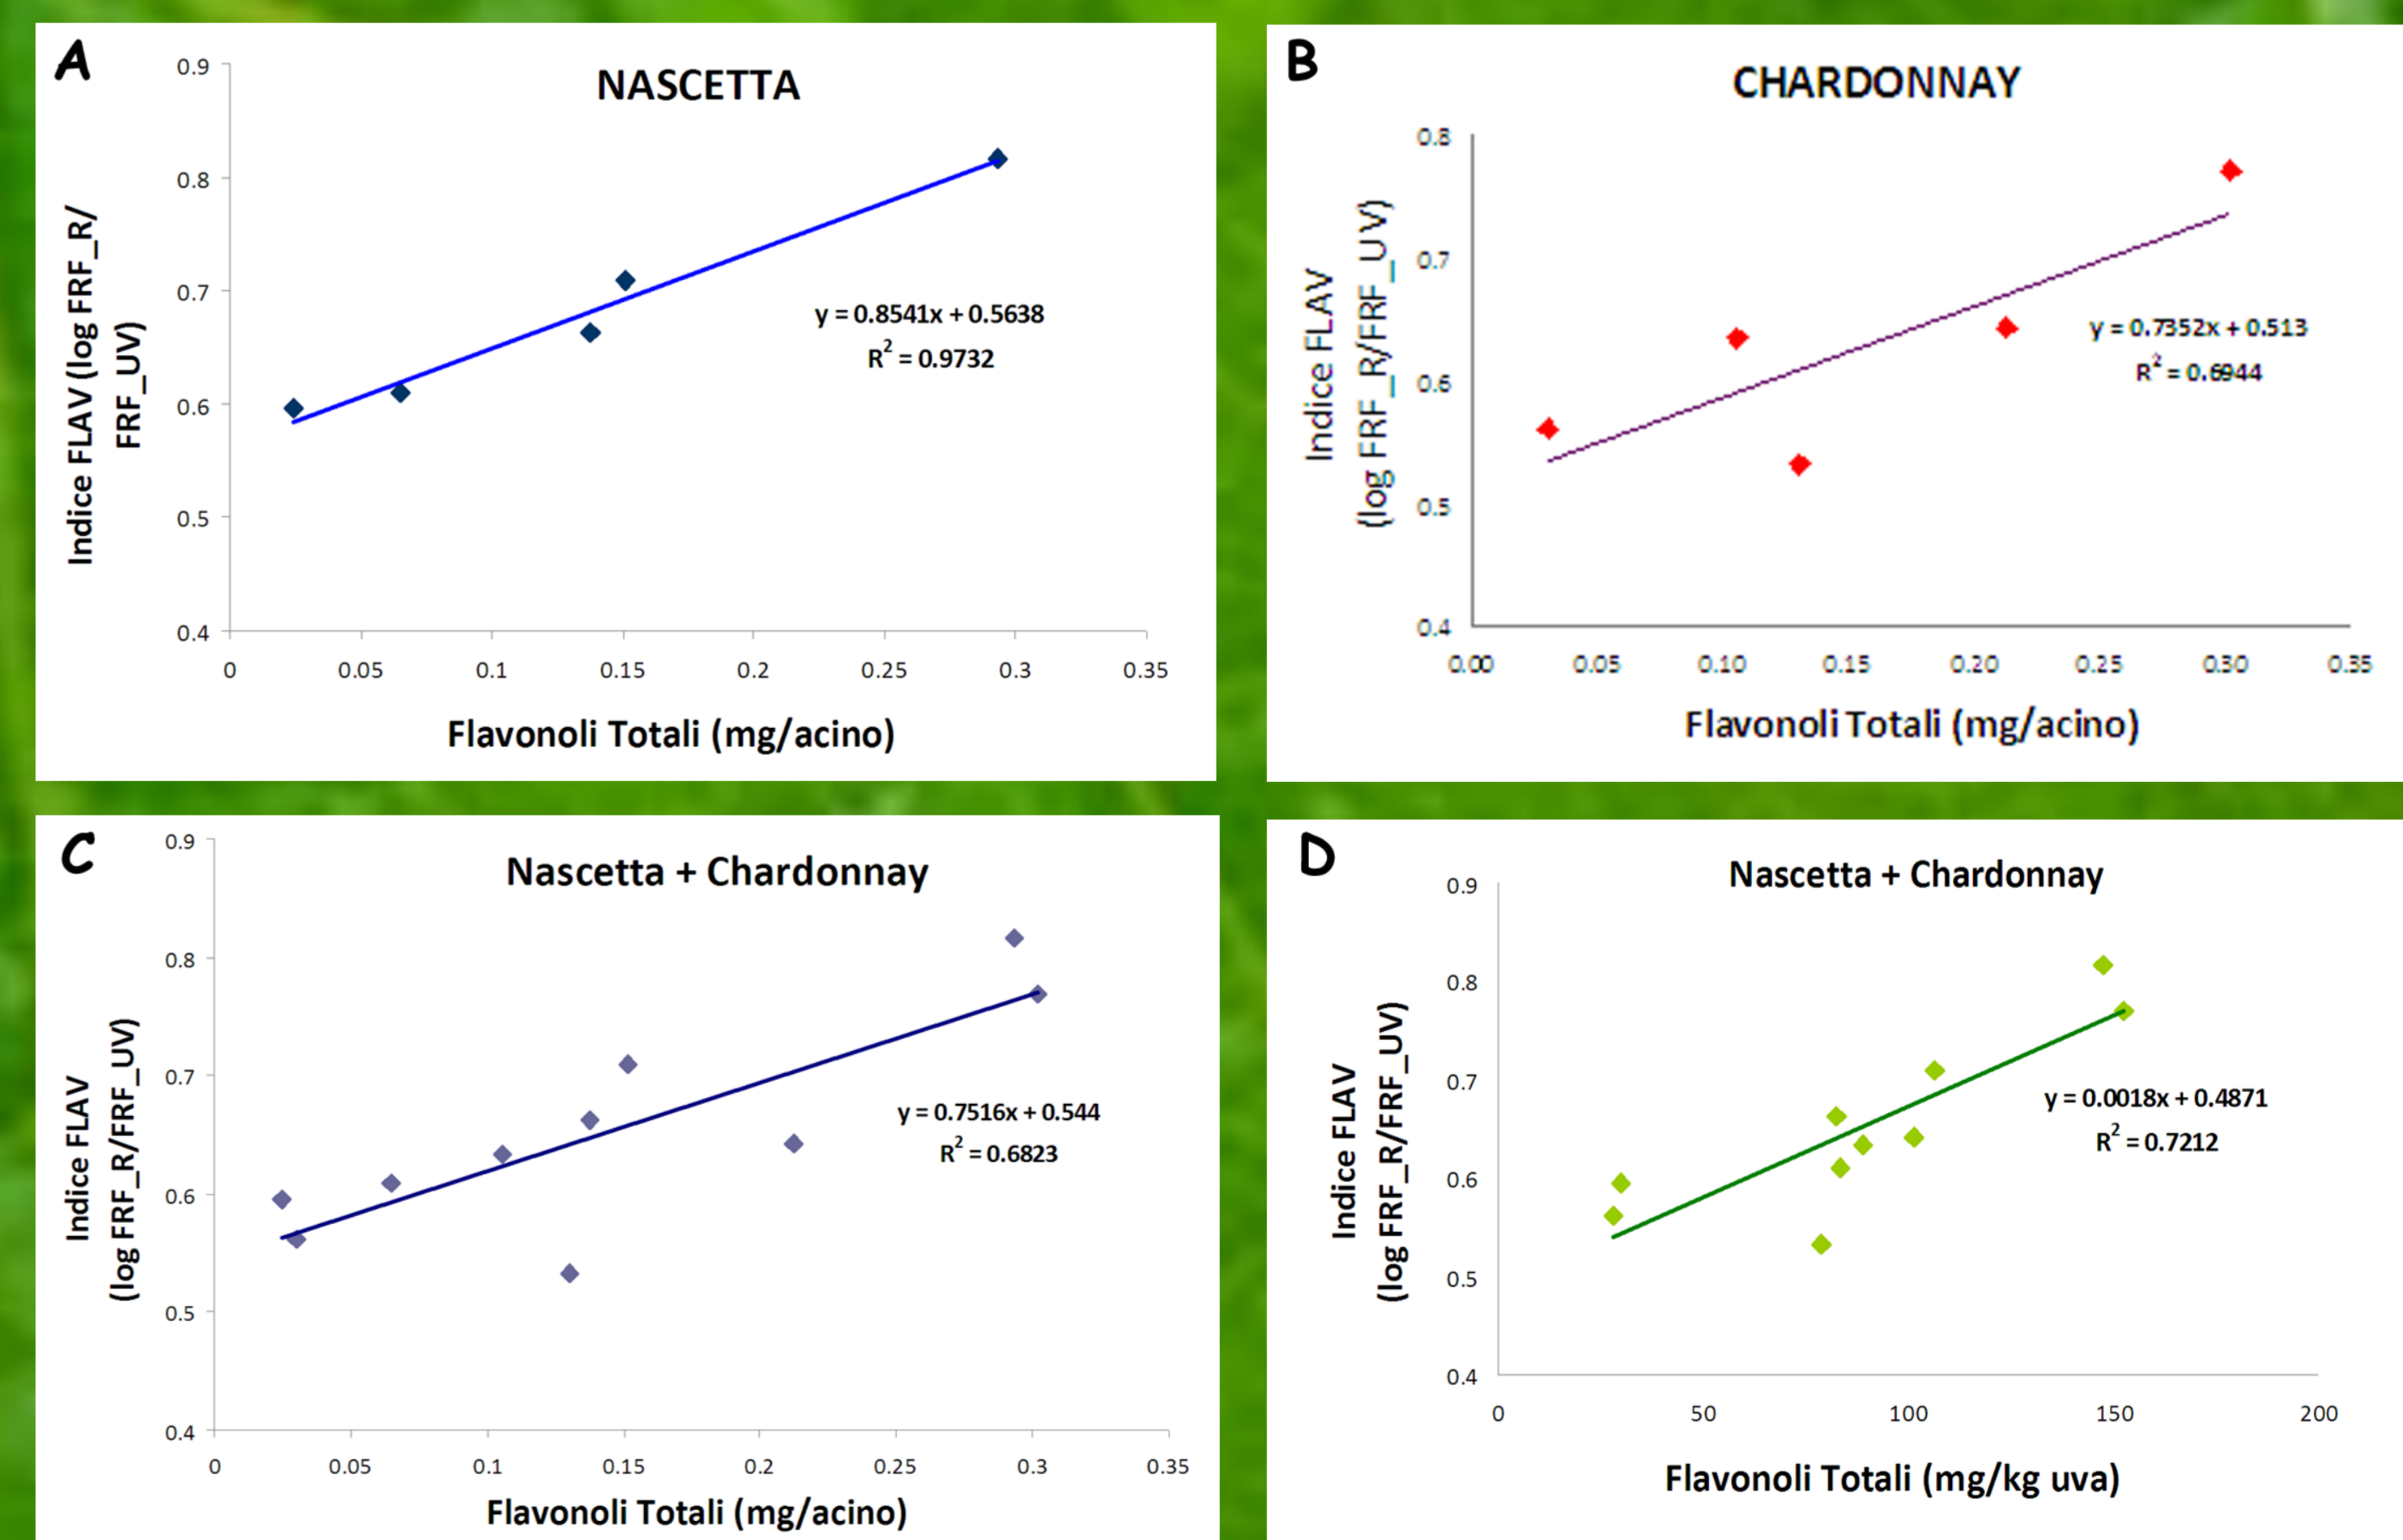 A
NASCETTA
Indice FLAV (log FRF_R/
FRF_UV)
0.9
0.8
0.7
0.6
0.5
0.4
y = 0.8541x + 0.5638
R² = 0.9732
0 0.05 0.1 0.15 0.2 0.25 0.3 0.35
Flavonoli Totali (mg/acino)
B
CHARDONNAY
Indice FLAV
(log FRF_R/FRF_UV)
0.8
0.7
0.6
0.5
0.4
y = 0.7352x + 0.513
R² = 0.6944
0.00 0.05 0.10 0.15 0.20 0.25 0.30 0.35
Flavonoli Totali (mg/acino)
C
Nascetta + Chardonnay
Indice FLAV
(log FRF_R/FRF_UV)
0.9
0.8
0.7
0.6
0.5
0.4
y = 0.7516x + 0.544
R² = 0.6823
0 0.05 0.1 0.15 0.2 0.25 0.3 0.35
Flavonoli Totali (mg/acino)
D
Nascetta + Chardonnay
Indice FLAV
(log FRF_R/FRF_UV)
0.9
0.8
0.7
0.6
0.5
0.4
y = 0.0018x + 0.4871
R² = 0.7212
0 50 100 150 200
Flavonoli Totali (mg/kg uva)